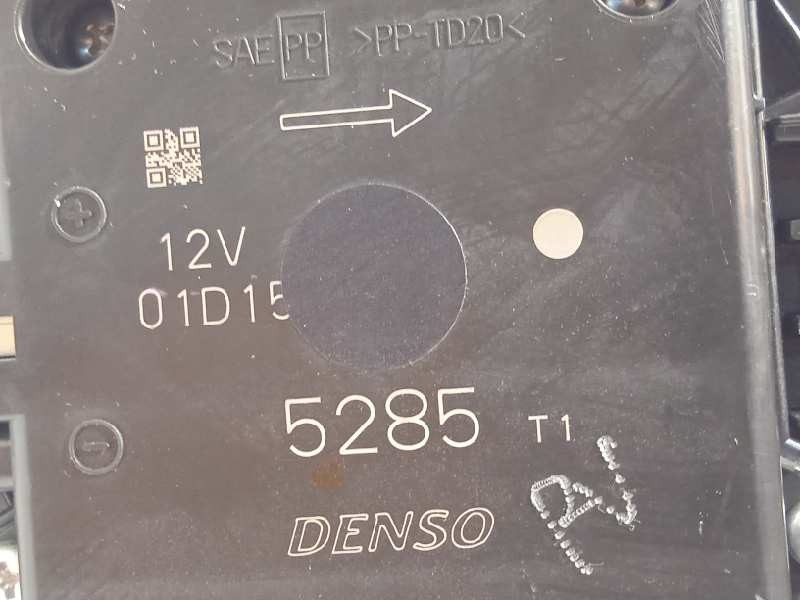 SAE PP >PP-TD20<
12V
01D15
5285 T1
DENSO